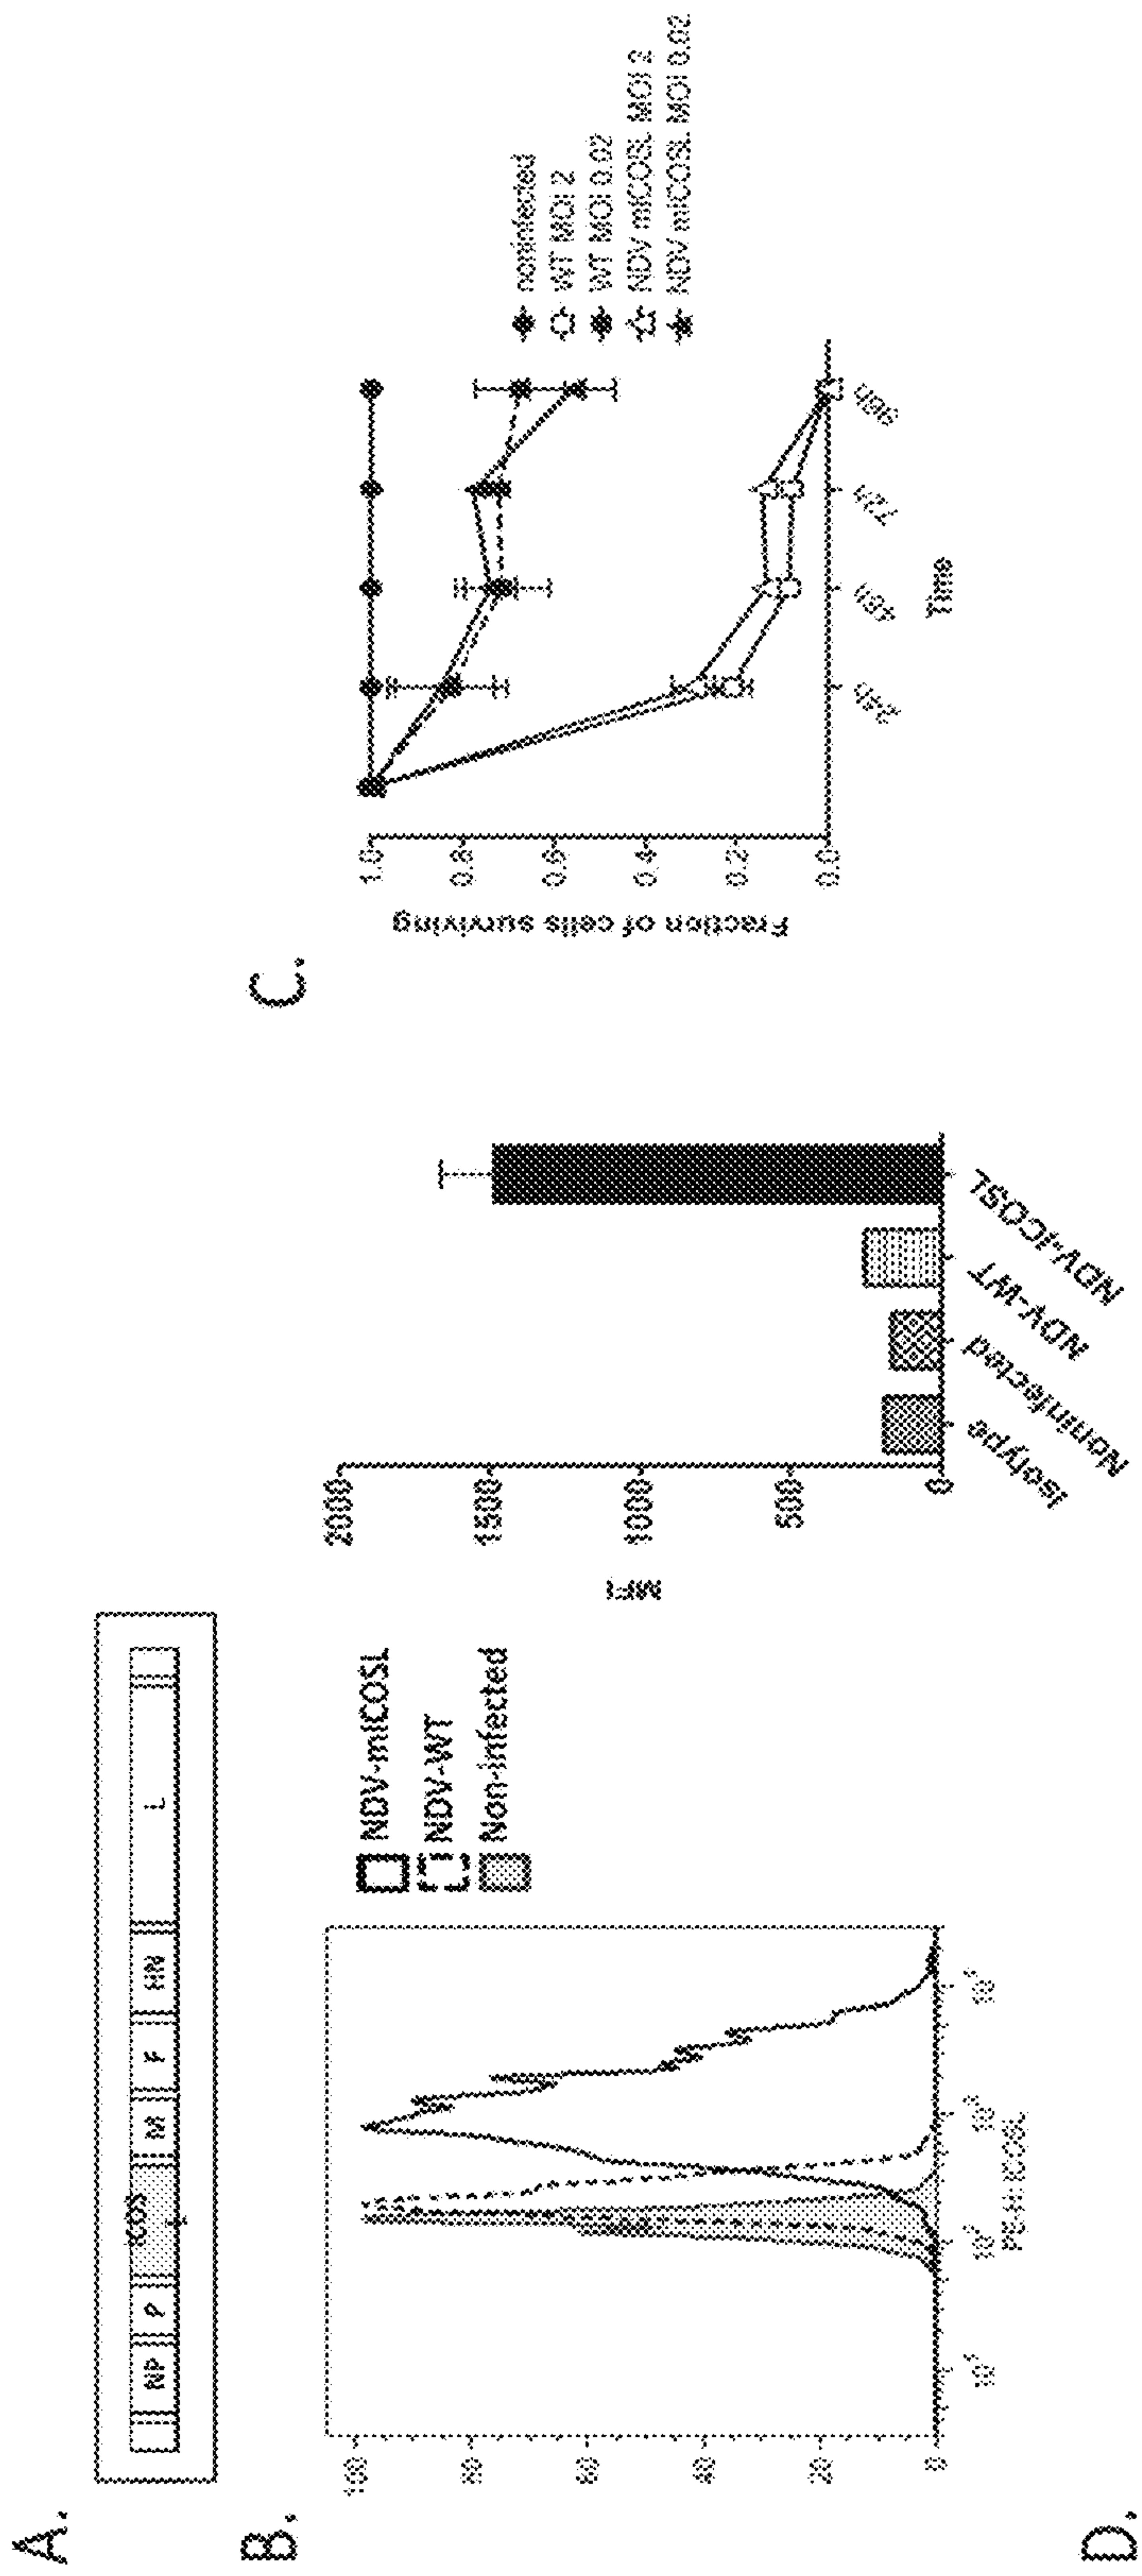 A.
NP P ICOS L M F HN L
B.
100
80
60
40
20
0
PE-H: ICOSL
NDV-mICOSL
NDV-WT
Non-infected
MFI
2000
1500
1000
500
0
Isotype
Noninfected
NDV-WT
NDV-ICOSL
C.
Fraction of cells surviving
1.0
0.8
0.6
0.4
0.2
0.0
24h
48h
72h
96h
Time
noninfected
WT MOI 2
WT MOI 0.02
NDV mICOSL MOI 2
NDV mICOSL MOI 0.02
D.